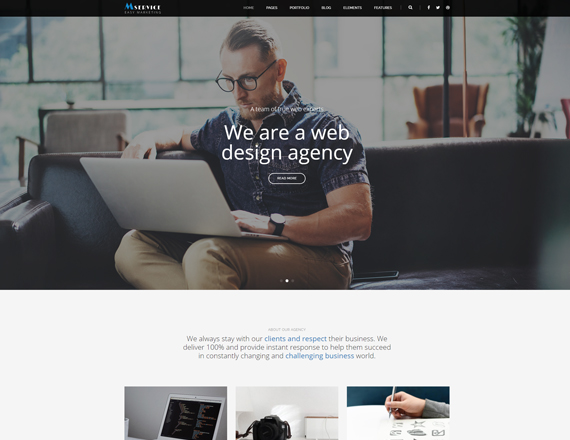 MSERVICE
EASY MARKETING
HOME PAGES PORTFOLIO BLOG ELEMENTS FEATURES
A team of true web experts
We are a web
design agency
READ MORE
ABOUT OUR AGENCY
We always stay with our clients and respect their business. We
deliver 100% and provide instant response to help them succeed
in constantly changing and challenging business world.